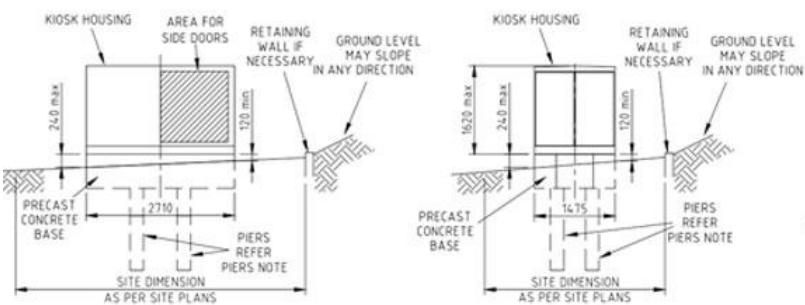 KIOSK HOUSING
AREA FOR
SIDE DOORS
RETAINING
WALL IF
NECESSARY
GROUND LEVEL
MAY SLOPE
IN ANY DIRECTION
240 max
120 min
PRECAST
CONCRETE
BASE
2710
PIERS
REFER
PIERS NOTE
SITE DIMENSION
AS PER SITE PLANS
KIOSK HOUSING
RETAINING
WALL IF
NECESSARY
GROUND LEVEL
MAY SLOPE
IN ANY DIRECTION
1620 max
240 max
120 min
PRECAST
CONCRETE
BASE
1475
PIERS
REFER
PIERS NOTE
SITE DIMENSION
AS PER SITE PLANS